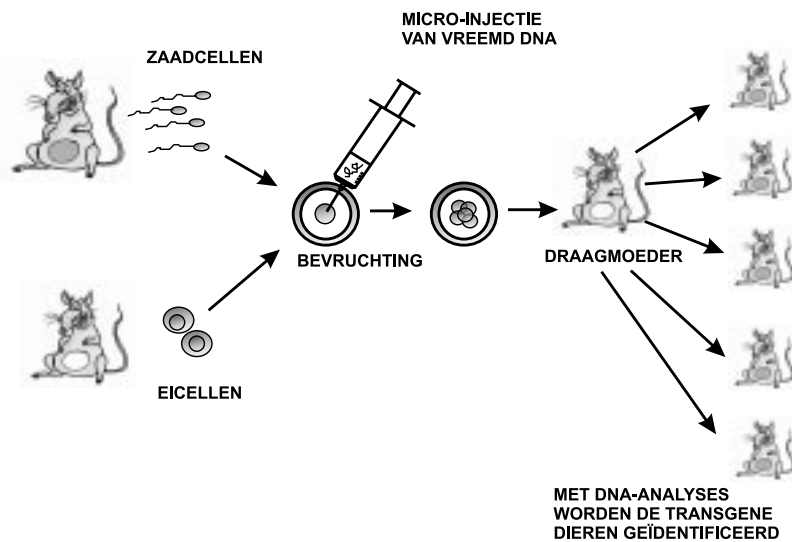 MICRO-INJECTIE
VAN VREEMD DNA
ZAADCELLEN
BEVRUCHTING
DRAAGMOEDER
EICELLEN
MET DNA-ANALYSES
WORDEN DE TRANSGENE
DIEREN GEÏDENTIFICEERD